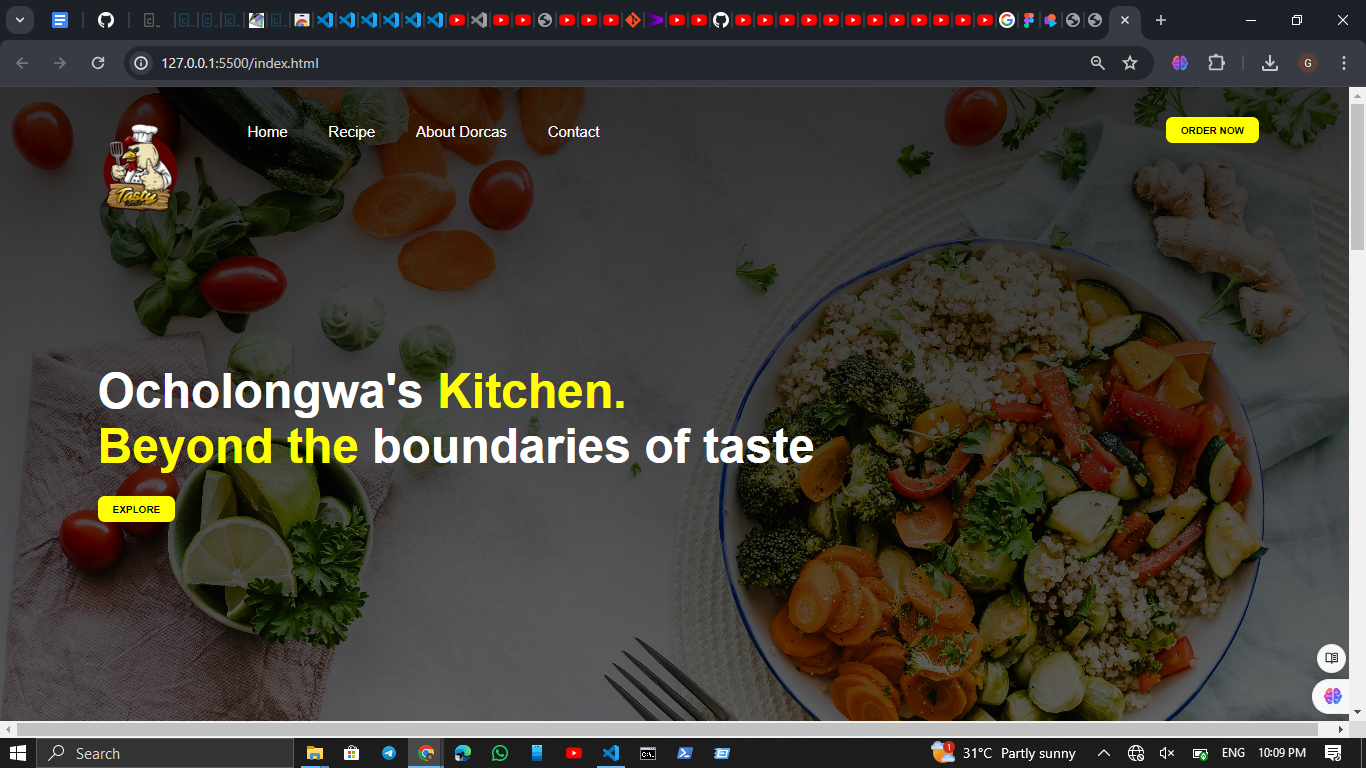 127.0.0.1:5500/index.html
G
Home Recipe About Dorcas Contact
ORDER NOW
Tasty
Ocholongwa's Kitchen.
Beyond the boundaries of taste
EXPLORE
Search
1
31°C Partly sunny
ENG
10:09 PM